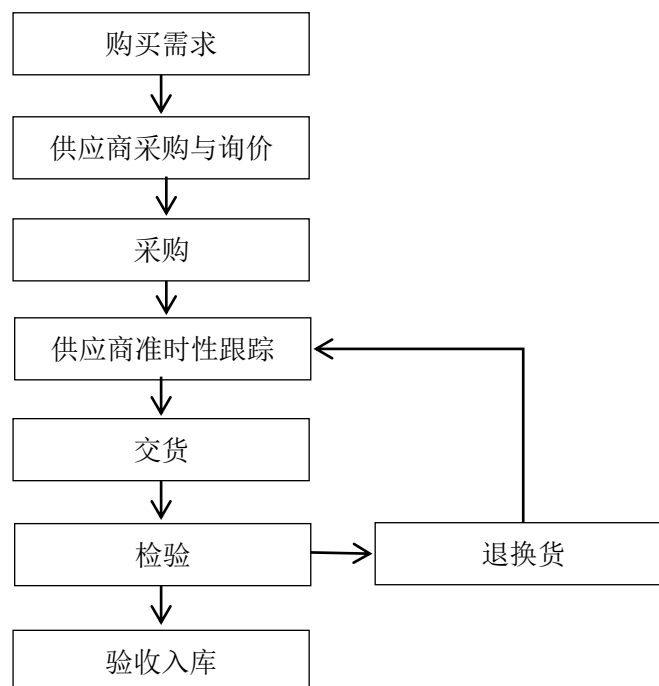 购买需求
供应商采购与询价
采购
供应商准时性跟踪
交货
检验
退换货
验收入库